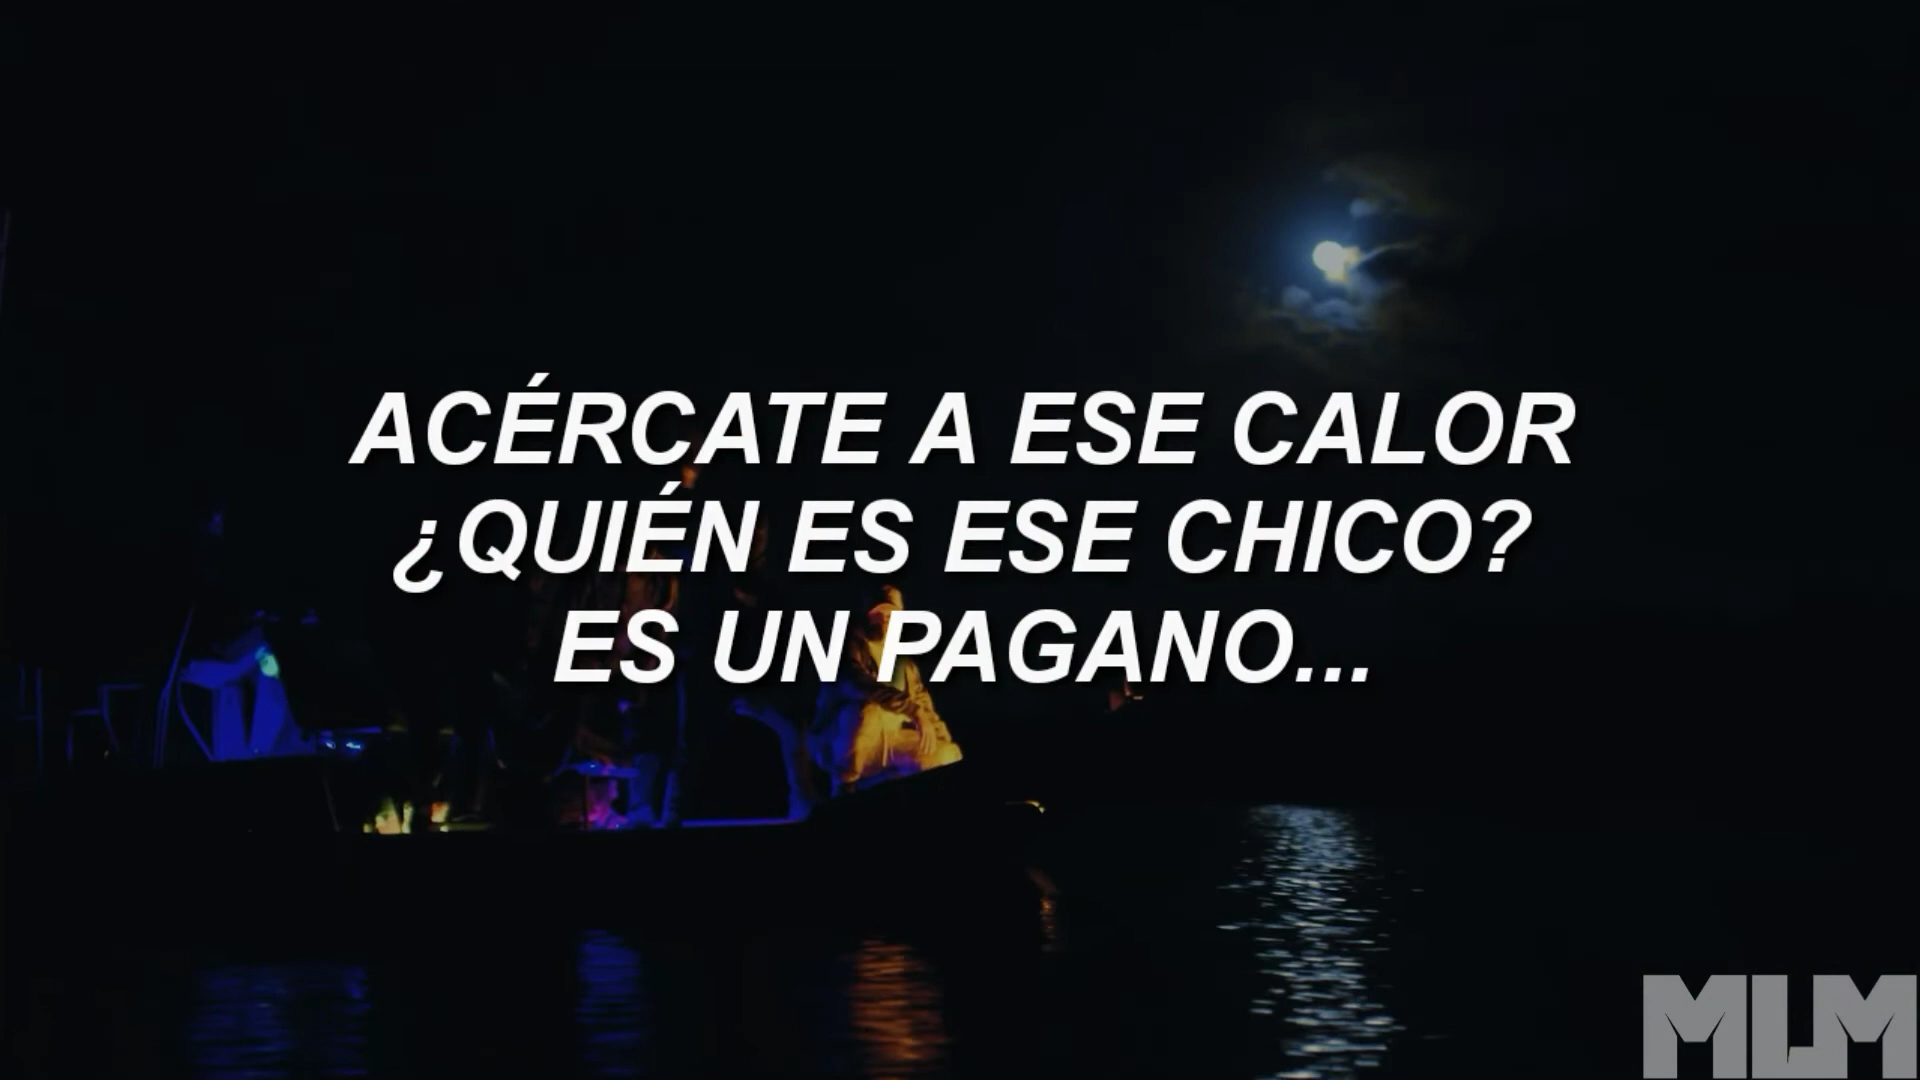 ACÉRCATE A ESE CALOR
¿QUIÉN ES ESE CHICO?
ES UN PAGANO...
MLM